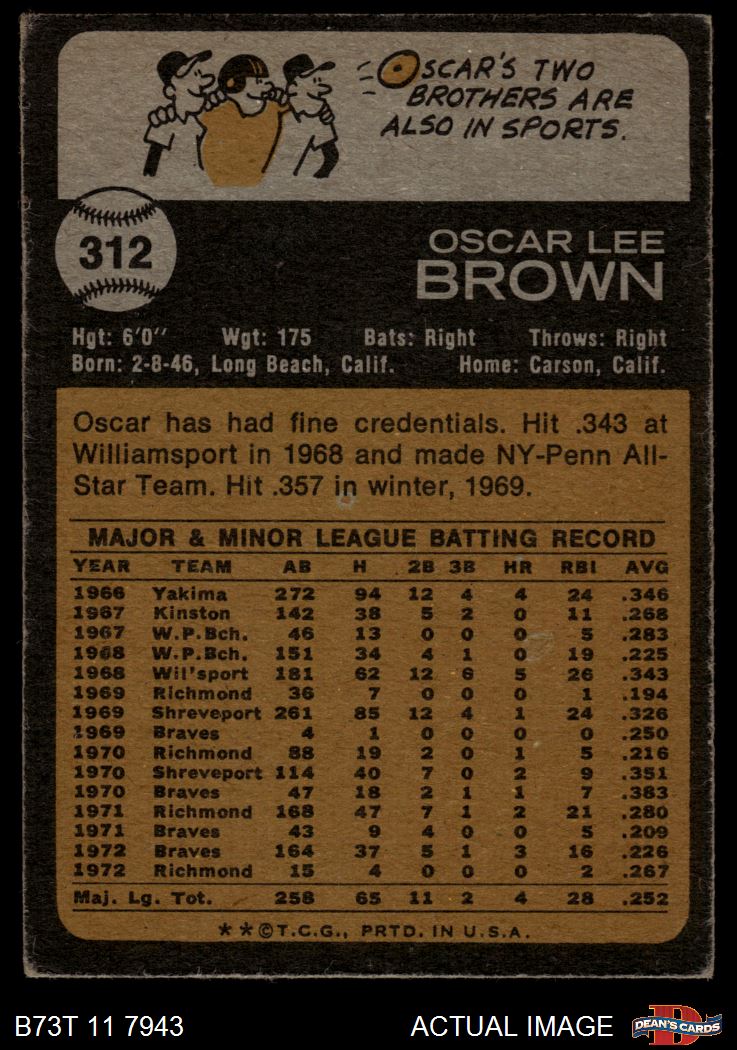 OSCAR'S TWO
BROTHERS ARE
ALSO IN SPORTS.
312
OSCAR LEE
BROWN
Hgt: 6'0" Wgt: 175 Bats: Right Throws: Right
Born: 2-8-46, Long Beach, Calif. Home: Carson, Calif.
Oscar has had fine credentials. Hit .343 at
Williamsport in 1968 and made NY-Penn All-
Star Team. Hit .357 in winter, 1969.
MAJOR & MINOR LEAGUE BATTING RECORD
YEAR TEAM AB H 2B 3B HR RBI AVG
1966 Yakima 272 94 12 4 4 24 .346
1967 Kinston 142 38 5 2 0 11 .268
1967 W.P.Bch. 46 13 0 0 0 5 .283
1968 W.P.Bch. 151 34 4 1 0 19 .225
1968 Wil'sport 181 62 12 6 5 26 .343
1969 Richmond 36 7 0 0 0 1 .194
1969 Shreveport 261 85 12 4 1 24 .326
1969 Braves 4 1 0 0 0 0 .250
1970 Richmond 88 19 2 0 1 5 .216
1970 Shreveport 114 40 7 0 2 9 .351
1970 Braves 47 18 2 1 1 7 .383
1971 Richmond 168 47 7 1 2 21 .280
1971 Braves 43 9 4 0 0 5 .209
1972 Braves 164 37 5 1 3 16 .226
1972 Richmond 15 4 0 0 0 2 .267
Maj. Lg. Tot. 258 65 11 2 4 28 .252
**©T.C.G., PRTD. IN U.S.A.
B73T 11 7943 ACTUAL IMAGE D DEAN'S CARDS